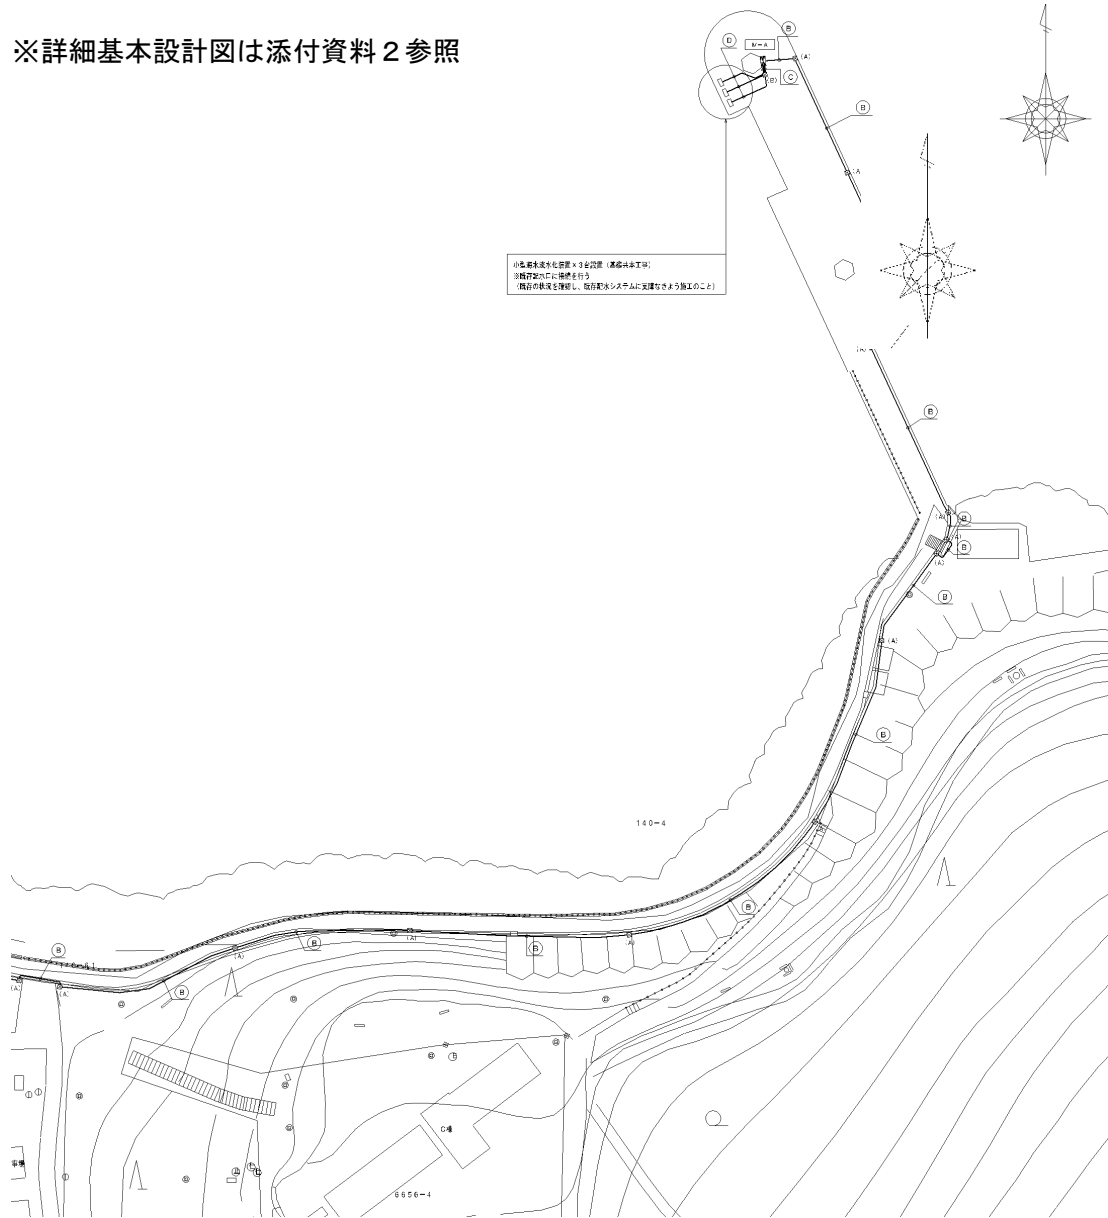 ※詳細基本設計図は添付資料２参照
B
D
M-A
(A)
C
(B)
B
(A
小型海水淡水化装置×３台設置（基礎共本工事）
※既存配水口に接続を行う
（既存の状況を確認し、既存配水システムに支障なきよう施工のこと）
(A)
B
(A)
B
(A)
B
(A)
B
(A)
B
140-4
B
B
(A)
B
(A)
B
(A)
(A)
(A)
B
C棟
6656-4